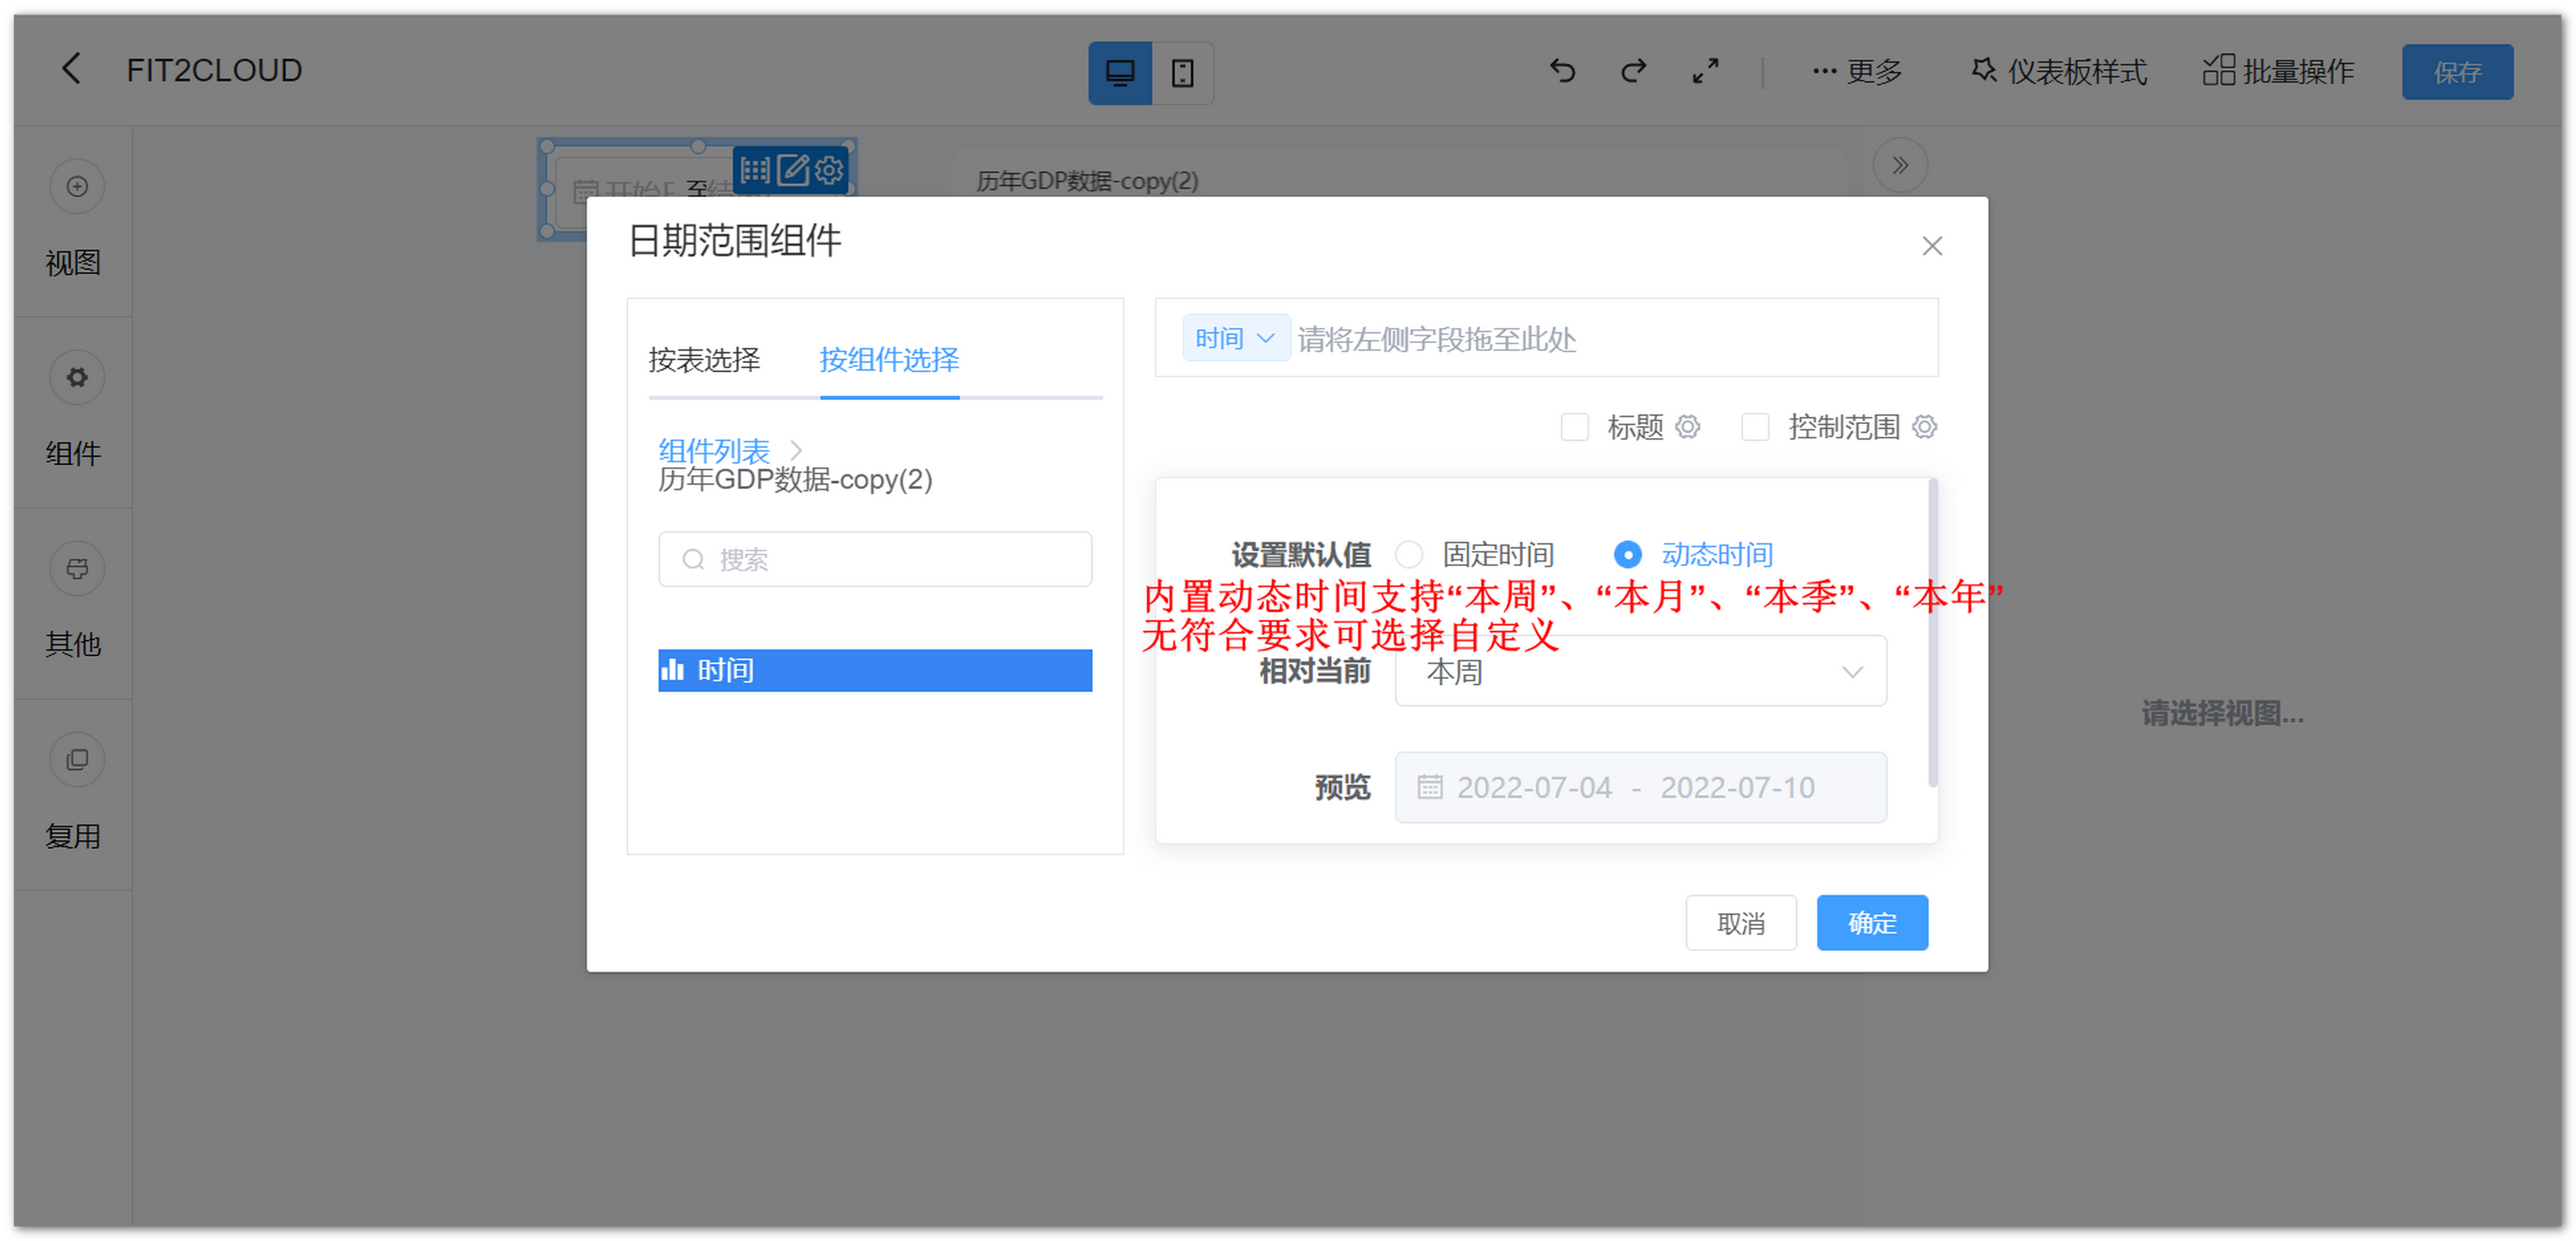 FIT2CLOUD
更多
仪表板样式
批量操作
保存
视图
组件
其他
复用
至
历年GDP数据-copy(2)
日期范围组件
按表选择
按组件选择
组件列表
历年GDP数据-copy(2)
搜索
时间
时间
请将左侧字段拖至此处
标题
控制范围
设置默认值
固定时间
动态时间
内置动态时间支持“本周”、“本月”、“本季”、“本年”
无符合要求可选择自定义
相对当前
本周
预览
2022-07-04 - 2022-07-10
取消
确定
请选择视图...